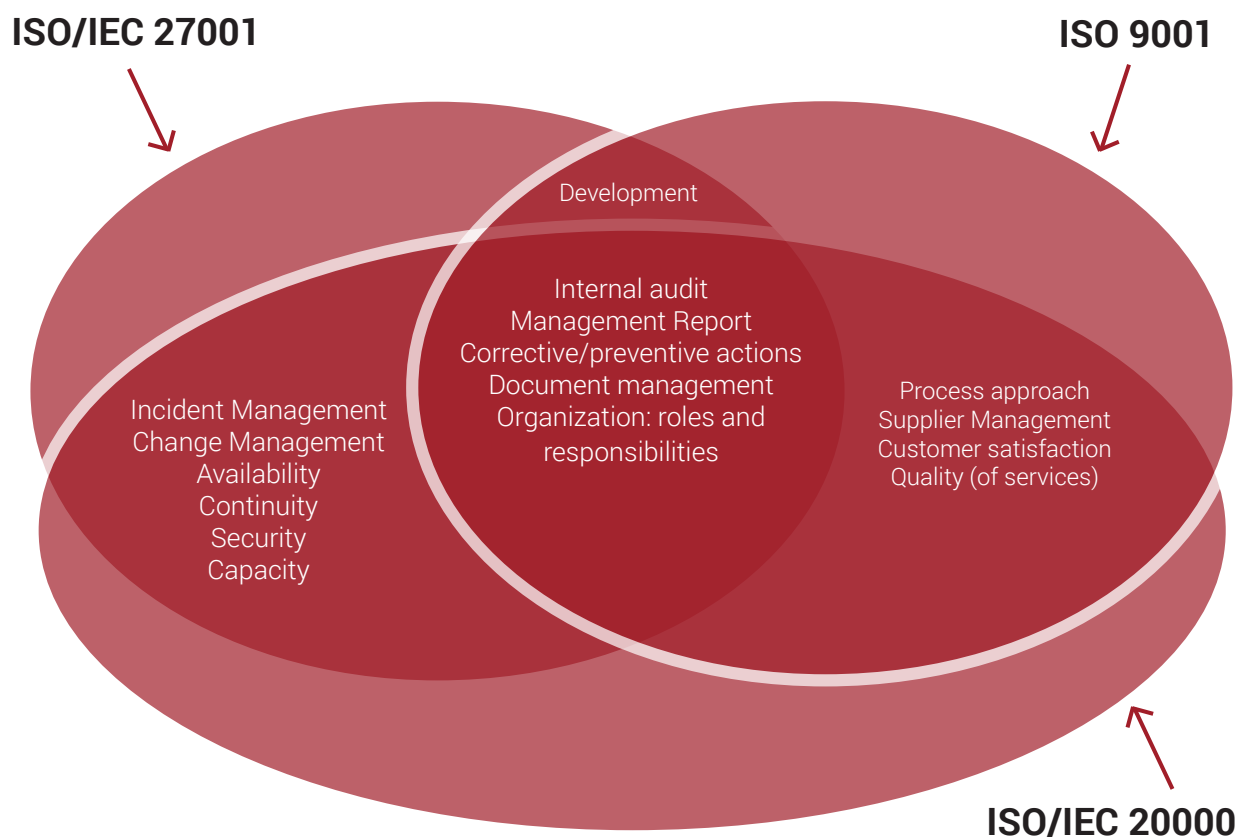 ISO/IEC 27001
ISO 9001
Development
Internal audit
Management Report
Corrective/preventive actions
Document management
Organization: roles and
responsibilities
Incident Management
Change Management
Availability
Continuity
Security
Capacity
Process approach
Supplier Management
Customer satisfaction
Quality (of services)
ISO/IEC 20000